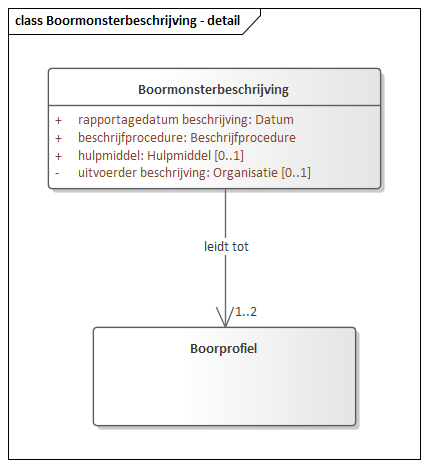 class Boormonsterbeschrijving - detail
Boormonsterbeschrijving
+ rapportagedatum beschrijving: Datum
+ beschrijfprocedure: Beschrijfprocedure
+ hulpmiddel: Hulpmiddel [0..1]
- uitvoerder beschrijving: Organisatie [0..1]
leidt tot
1..2
Boorprofiel